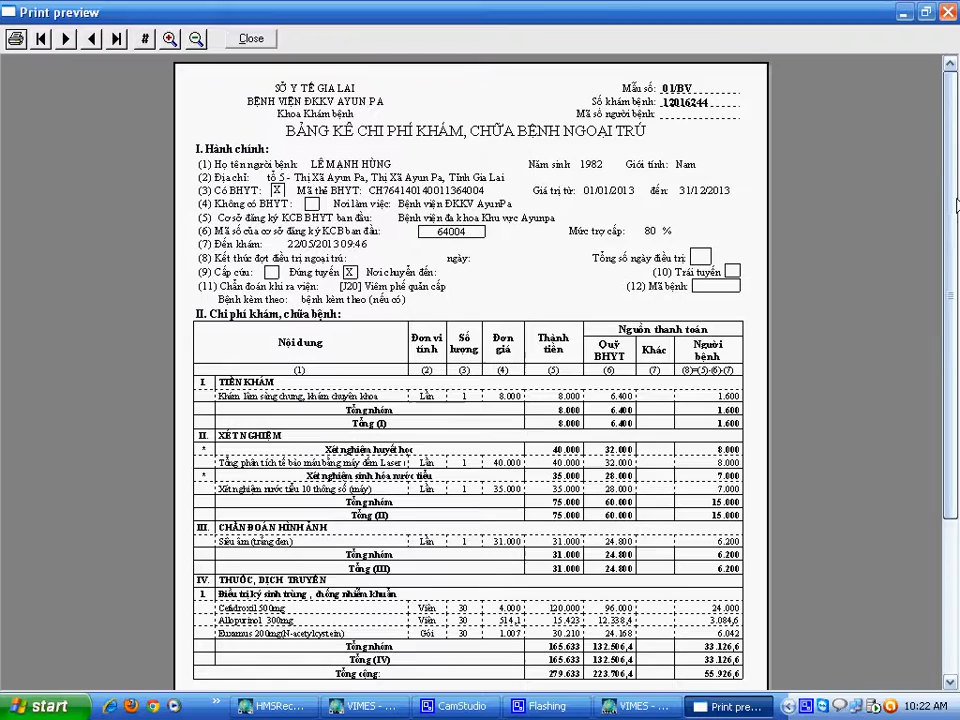 Print preview
# Close
SỞ Y TẾ GIA LAI
BỆNH VIỆN ĐKKV AYUN PA
Khoa Khám bệnh
Mẫu số: 01/BV
Số khám bệnh: 12016244
Mã số người bệnh:
BẢNG KÊ CHI PHÍ KHÁM, CHỮA BỆNH NGOẠI TRÚ
I. Hành chính:
(1) Họ tên người bệnh: LÊ MẠNH HÙNG Năm sinh: 1982 Giới tính: Nam
(2) Địa chỉ: tổ 5 - Thị Xã Ayun Pa, Thị Xã Ayun Pa, Tỉnh Gia Lai
(3) Có BHYT: X Mã thẻ BHYT: CH764140140011364004 Giá trị từ: 01/01/2013 đến: 31/12/2013
(4) Không có BHYT: Nơi làm việc: Bệnh viện ĐKKV AyunPa
(5) Cơ sở đăng ký KCB BHYT ban đầu: Bệnh viện đa khoa Khu vực Ayunpa
(6) Mã số của cơ sở đăng ký KCB ban đầu: 64004 Mức trợ cấp: 80 %
(7) Đến khám: 22/05/2013 09:46
(8) Kết thúc đợt điều trị ngoại trú: ngày: Tổng số ngày điều trị:
(9) Cấp cứu: Đúng tuyến X Nơi chuyển đến: (10) Trái tuyến
(11) Chẩn đoán khi ra viện: [J20] Viêm phế quản cấp (12) Mã bệnh:
Bệnh kèm theo: bệnh kèm theo (nếu có)
II. Chi phí khám, chữa bệnh:
Nội dung Đơn vi tính Số lượng Đơn giá Thành tiền Nguồn thanh toán
Quỹ BHYT Khác Người bệnh
(1) (2) (3) (4) (5) (6) (7) (8)=(5)-(6)-(7)
I. TIỀN KHÁM
Khám lâm sàng chung, khám chuyên khoa Lần 1 8.000 8.000 6.400 1.600
Tổng nhóm 8.000 6.400 1.600
Tổng (I) 8.000 6.400 1.600
II. XÉT NGHIỆM
* Xét nghiệm huyết học 40.000 32.000 8.000
Tổng phân tích tế bào máu bằng máy đếm Laser Lần 1 40.000 40.000 32.000 8.000
* Xét nghiệm sinh hóa nước tiểu 35.000 28.000 7.000
Xét nghiệm nước tiểu 10 thông số (máy) Lần 1 35.000 35.000 28.000 7.000
Tổng nhóm 75.000 60.000 15.000
Tổng (II) 75.000 60.000 15.000
III. CHẨN ĐOÁN HÌNH ẢNH
Siêu âm (trắng đen) Lần 1 31.000 31.000 24.800 6.200
Tổng nhóm 31.000 24.800 6.200
Tổng (III) 31.000 24.800 6.200
IV. THUỐC, DỊCH TRUYỀN
1 Điều trị ký sinh trùng , chống nhiễm khuẩn
Cefadroxil 500mg Viên 30 4.000 120.000 96.000 24.000
Allopurinol 300mg Viên 30 514,1 15.423 12.338,4 3.084,6
Euxamus 200mg(N-acetylcystein) Gói 30 1.007 30.210 24.168 6.042
Tổng nhóm 165.633 132.506,4 33.126,6
Tổng (IV) 165.633 132.506,4 33.126,6
Tổng cộng: 279.633 223.706,4 55.926,6
start HMSRec... VIMES - ... CamStudio Flashing VIMES - ... Print pre... 10:22 AM